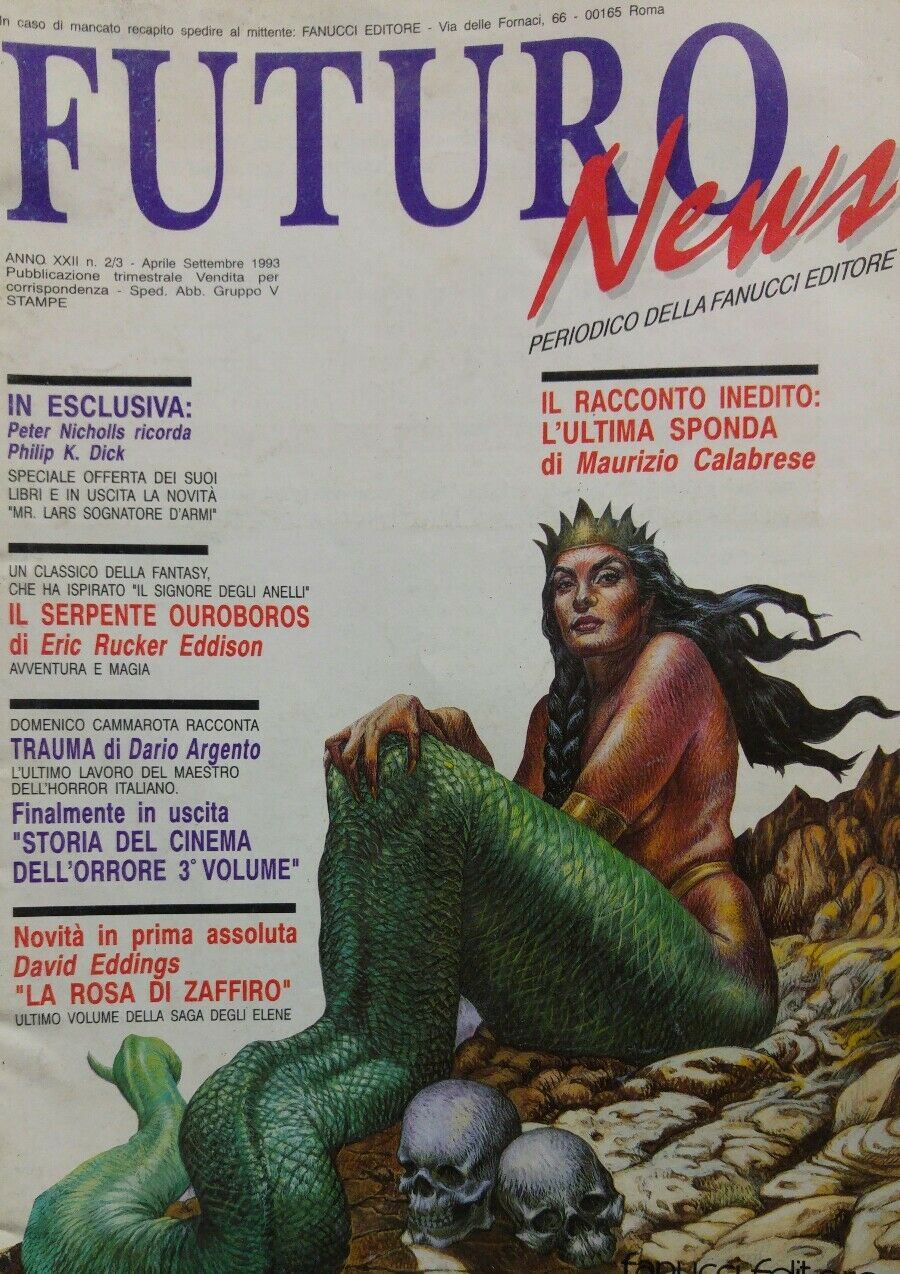 In caso di mancato recapito spedire al mittente: FANUCCI EDITORE - Via delle Fornaci, 66 - 00165 Roma
FUTURO
News
PERIODICO DELLA FANUCCI EDITORE
ANNO XXII n. 2/3 - Aprile Settembre 1993
Pubblicazione trimestrale Vendita per
corrispondenza - Sped. Abb. Gruppo V
STAMPE
IN ESCLUSIVA:
Peter Nicholls ricorda
Philip K. Dick
SPECIALE OFFERTA DEI SUOI
LIBRI E IN USCITA LA NOVITÀ
"MR. LARS SOGNATORE D'ARMI"
UN CLASSICO DELLA FANTASY,
CHE HA ISPIRATO "IL SIGNORE DEGLI ANELLI"
IL SERPENTE OUROBOROS
di Eric Rucker Eddison
AVVENTURA E MAGIA
DOMENICO CAMMAROTA RACCONTA
TRAUMA di Dario Argento
L'ULTIMO LAVORO DEL MAESTRO
DELL'HORROR ITALIANO.
Finalmente in uscita
"STORIA DEL CINEMA
DELL'ORRORE 3° VOLUME"
Novità in prima assoluta
David Eddings
"LA ROSA DI ZAFFIRO"
ULTIMO VOLUME DELLA SAGA DEGLI ELENE
IL RACCONTO INEDITO:
L'ULTIMA SPONDA
di Maurizio Calabrese
Fanucci Editore